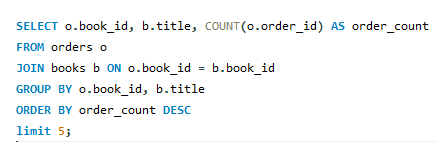 SELECT o.book_id, b.title, COUNT(o.order_id) AS order_count
FROM orders o
JOIN books b ON o.book_id = b.book_id
GROUP BY o.book_id, b.title
ORDER BY order_count DESC
limit 5;